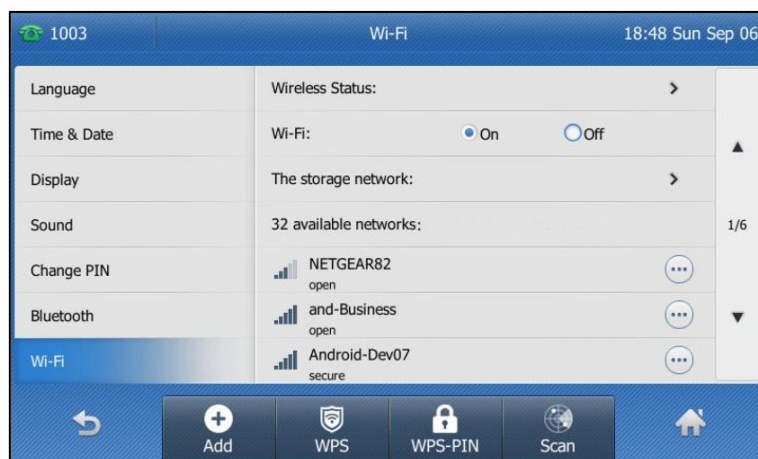 1003 Wi-Fi 18:48 Sun Sep 06
Language
Time & Date
Display
Sound
Change PIN
Bluetooth
Wi-Fi
Wireless Status:
Wi-Fi: On Off
The storage network:
32 available networks:
NETGEAR82
open
and-Business
open
Android-Dev07
secure
1/6
Add WPS WPS-PIN Scan